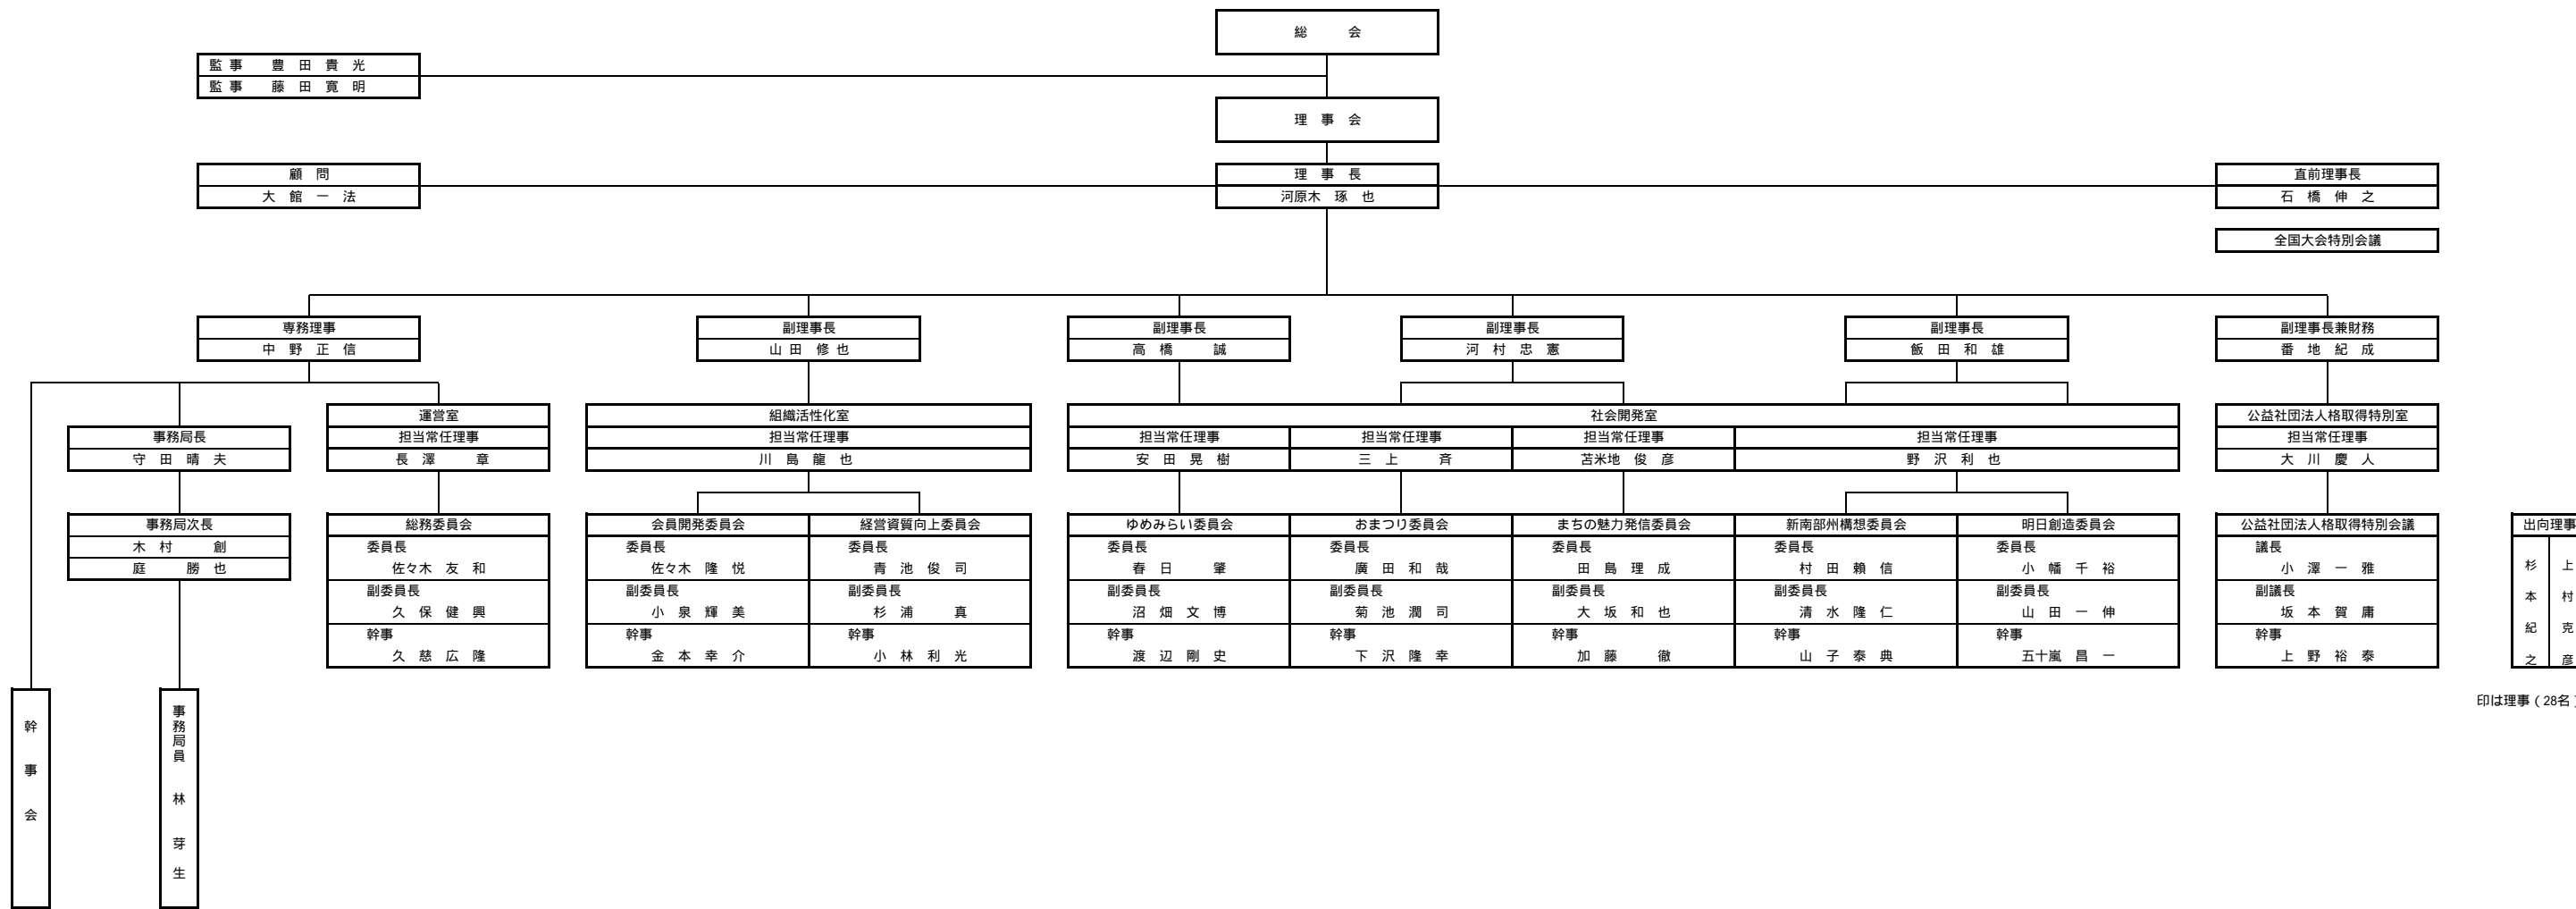 総　会
監事　豊田貴光
監事　藤田寛明
理事会
顧問
大館一法
理事長
河原木　琢也
直前理事長
石橋伸之
全国大会特別会議
専務理事
中野正信
副理事長
山田修也
副理事長
高橋　誠
副理事長
河村忠憲
副理事長
飯田和雄
副理事長兼財務
番地紀成
事務局長
守田晴夫
運営室
担当常任理事
長澤　章
組織活性化室
担当常任理事
川島龍也
社会開発室
担当常任理事
安田晃樹
担当常任理事
三上　斉
担当常任理事
苫米地　俊彦
担当常任理事
野沢利也
公益社団法人格取得特別室
担当常任理事
大川慶人
事務局次長
木村　創
庭　勝也
総務委員会
委員長
佐々木　友和
副委員長
久保健興
幹事
久慈広隆
会員開発委員会
委員長
佐々木　隆悦
副委員長
小泉輝美
幹事
金本幸介
経営資質向上委員会
委員長
青池俊司
副委員長
杉浦　真
幹事
小林利光
ゆめみらい委員会
委員長
春日　肇
副委員長
沼畑文博
幹事
渡辺剛史
おまつり委員会
委員長
廣田和哉
副委員長
菊池潤司
幹事
下沢隆幸
まちの魅力発信委員会
委員長
田島理成
副委員長
大坂和也
幹事
加藤　徹
新南部州構想委員会
委員長
村田頼信
副委員長
清水隆仁
幹事
山子泰典
明日創造委員会
委員長
小幡千裕
副委員長
山田一伸
幹事
五十嵐　昌一
公益社団法人格取得特別会議
議長
小澤一雅
副議長
坂本賀庸
幹事
上野裕泰
出向理事
杉本紀之
上村克彦
印は理事（28名）
幹事会
事務局員　林　芽生